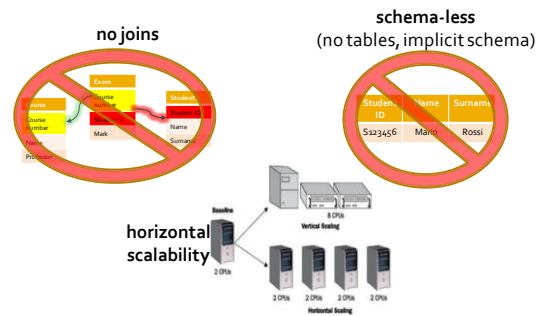 no joins
schema-less
(no tables, implicit schema)
Exam
Course number
Student ID
Mark
Course
Course number
Name
Professor
Student
Student ID
Name
Surname
Student ID
Name
Surname
S123456
Mario
Rossi
horizontal
scalability
Baseline
2 CPUs
8 CPUs
Vertical Scaling
2 CPUs
2 CPUs
2 CPUs
2 CPUs
Horizontal Scaling